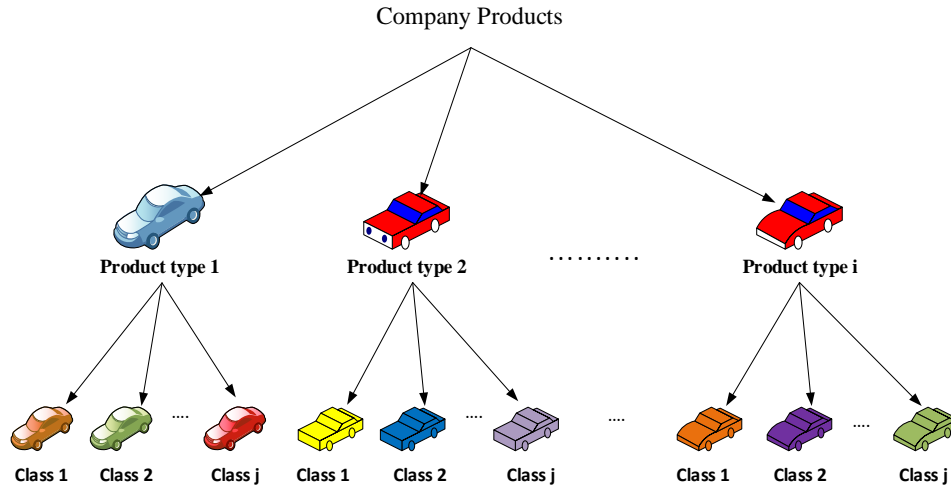 Company Products
Product type 1
Product type 2
..........
Product type i
....
....
....
....
Class 1
Class 2
Class j
Class 1
Class 2
Class j
Class 1
Class 2
Class j